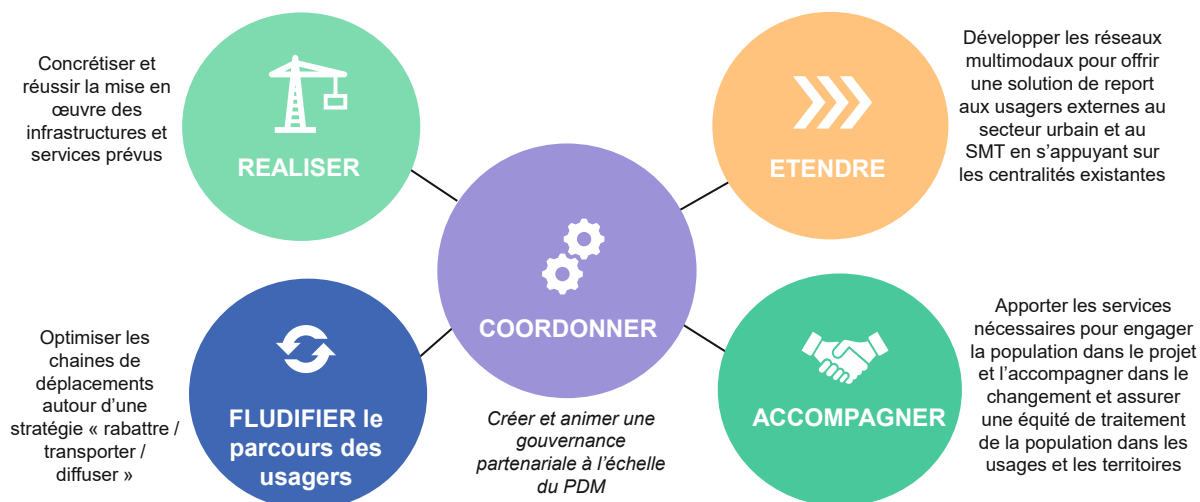 Concrétiser et
réussir la mise en
œuvre des
infrastructures et
services prévus
REALISER
ETENDRE
Développer les réseaux
multimodaux pour offrir
une solution de report
aux usagers externes au
secteur urbain et au
SMT en s’appuyant sur
les centralités existantes
COORDONNER
Créer et animer une
gouvernance
partenariale à l’échelle
du PDM
Optimiser les
chaines de
déplacements
autour d’une
stratégie « rabattre /
transporter /
diffuser »
FLUDIFIER le
parcours des
usagers
ACCOMPAGNER
Apporter les services
nécessaires pour engager
la population dans le projet
et l’accompagner dans le
changement et assurer
une équité de traitement
de la population dans les
usages et les territoires